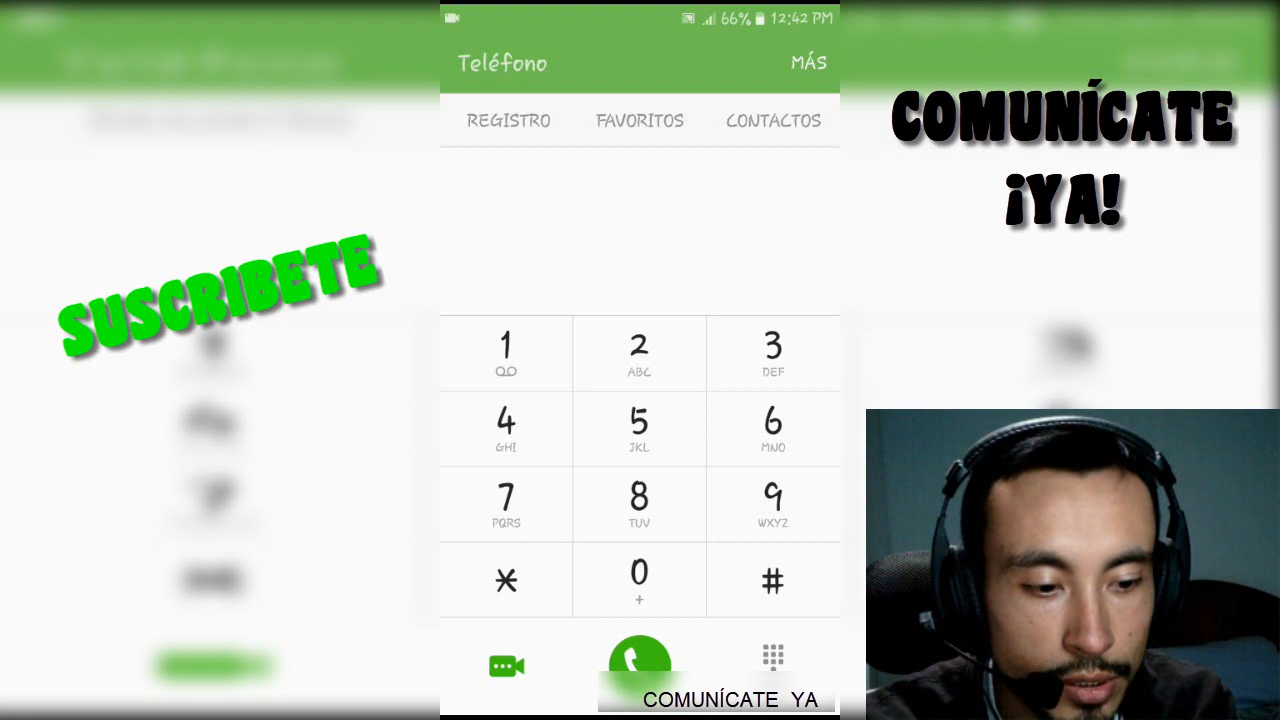 66% 12:42 PM
Teléfono MÁS
REGISTRO FAVORITOS CONTACTOS
COMUNÍCATE
¡YA!
SUSCRIBETE
1 2 3
ABC DEF
4 5 6
GHI JKL MNO
7 8 9
PQRS TUV WXYZ
* 0 #
+
COMUNÍCATE YA